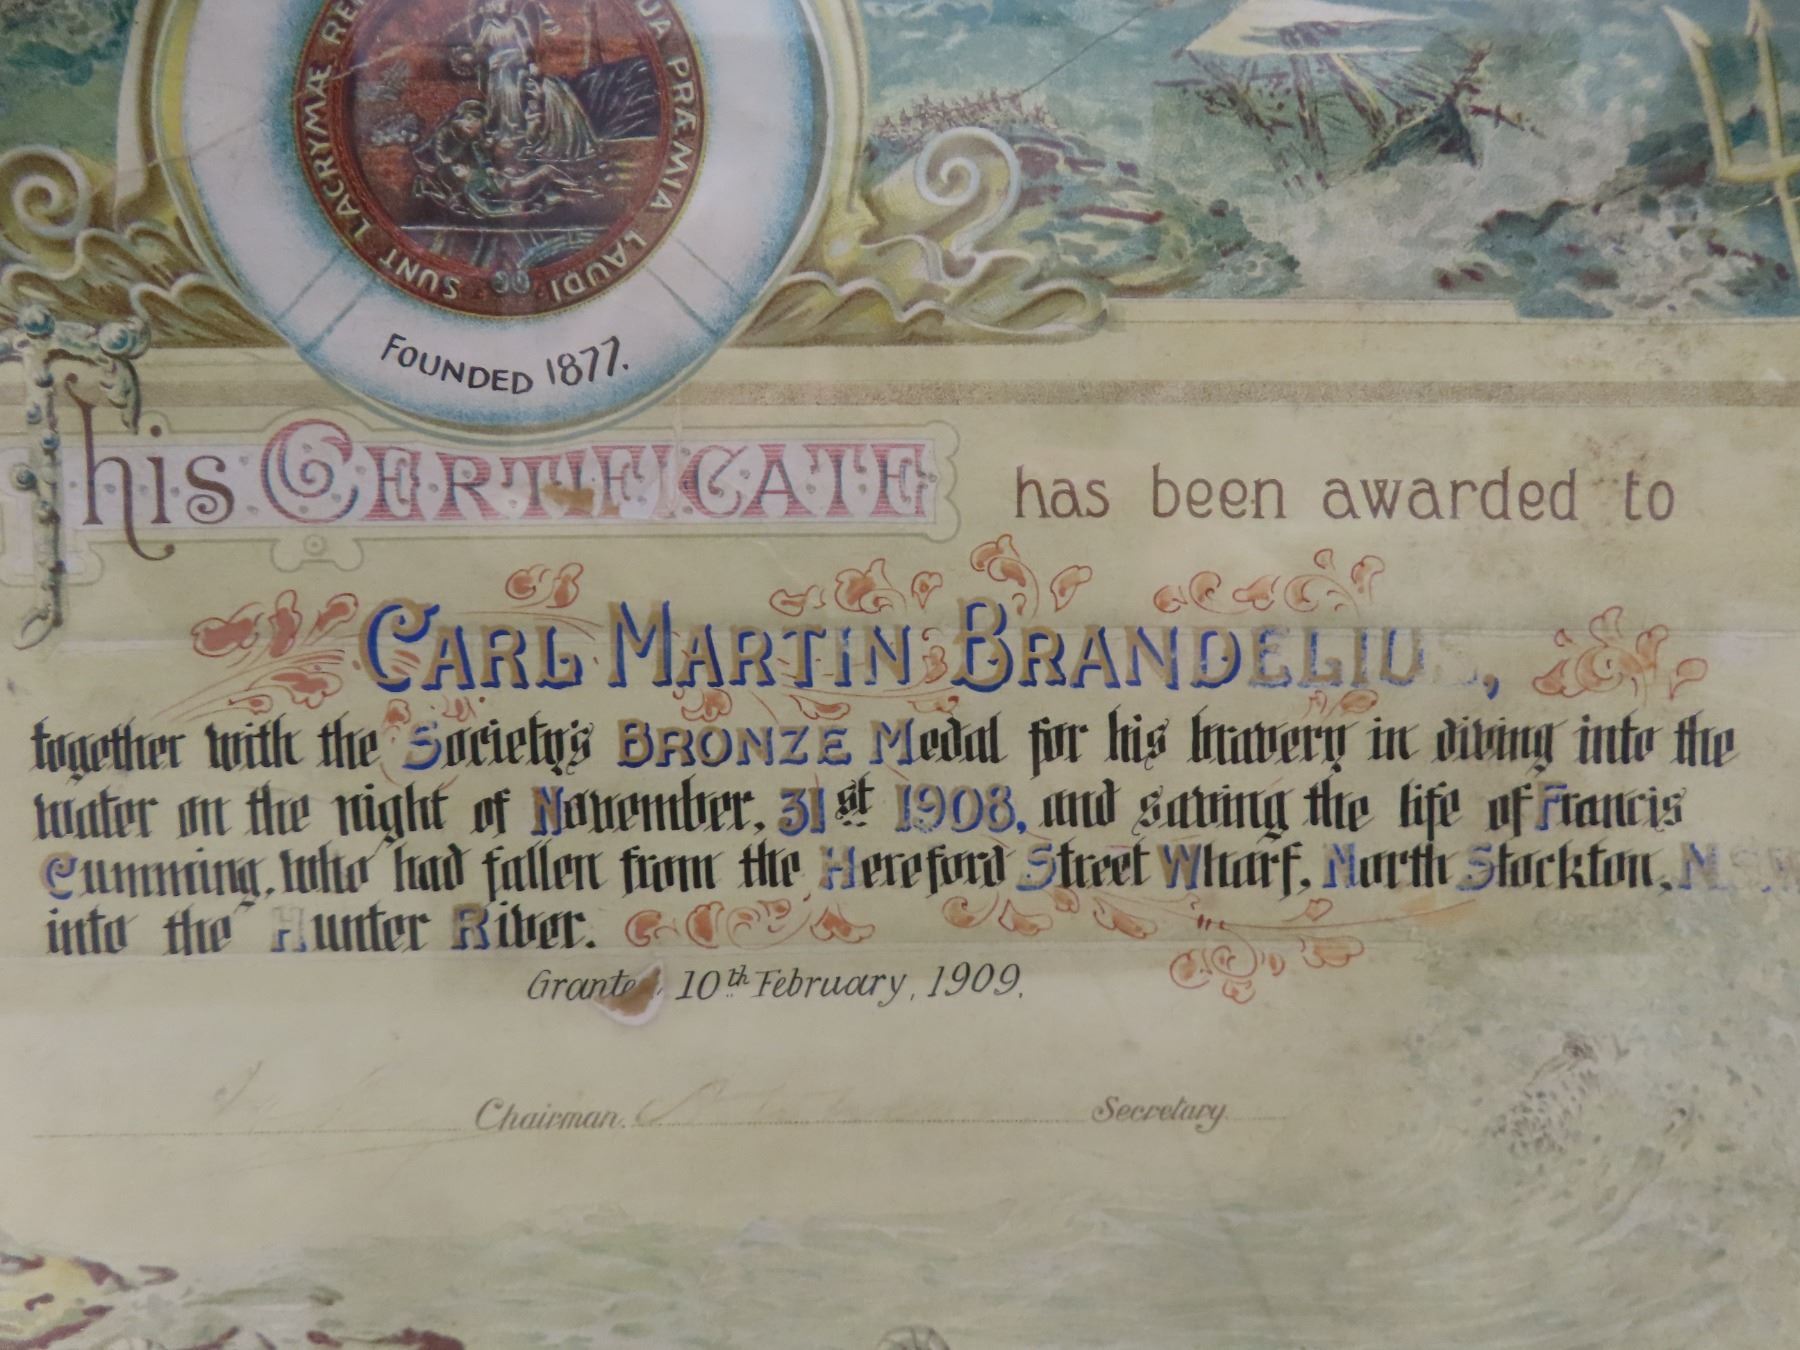 SUNT LACRYMÆ
UA PRÆMIA LAUDI
FOUNDED 1877.
This CERTIFICATE has been awarded to
CARL MARTIN BRANDELIUS,
together with the Society's BRONZE Medal for his bravery in diving into the
water on the night of November, 31st 1908, and saving the life of Francis
Cumming, who had fallen from the Hereford Street Wharf, North Stockton, N.S.W.
into the Hunter River.
Granted 10th February, 1909.
Chairman. Secretary.